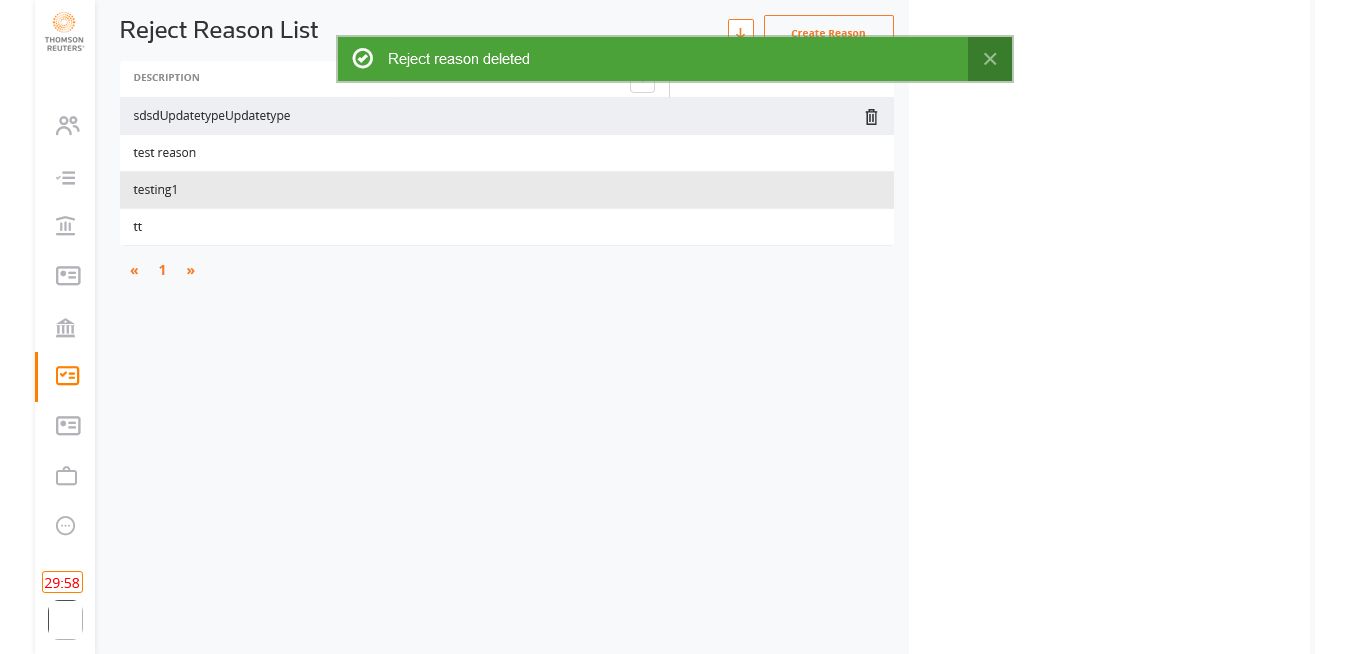 THOMSON
REUTERS
Reject Reason List
Create Reason
Reject reason deleted
DESCRIPTION
sdsdUpdatetypeUpdatetype
test reason
testing1
tt
« 1 »
29:58